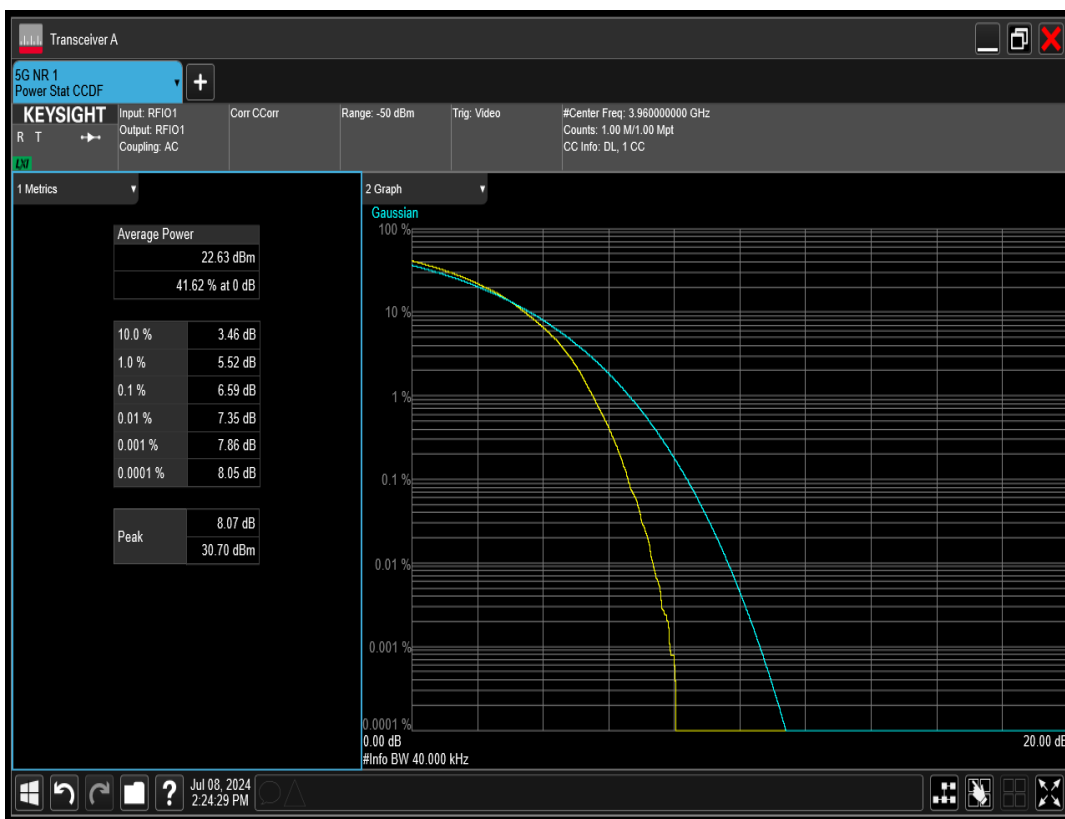 Transceiver A
5G NR 1
Power Stat CCDF
+
KEYSIGHT
R T
LXI
Input: RFIO1
Output: RFIO1
Coupling: AC
Corr CCorr
Range: -50 dBm
Trig: Video
#Center Freq: 3.960000000 GHz
Counts: 1.00 M/1.00 Mpt
CC Info: DL, 1 CC
1 Metrics
Average Power
22.63 dBm
41.62 % at 0 dB
10.0 % 3.46 dB
1.0 % 5.52 dB
0.1 % 6.59 dB
0.01 % 7.35 dB
0.001 % 7.86 dB
0.0001 % 8.05 dB
Peak 8.07 dB
30.70 dBm
2 Graph
Gaussian
100 %
10 %
1 %
0.1 %
0.01 %
0.001 %
0.0001 %
0.00 dB 20.00 dB
#Info BW 40.000 kHz
?
Jul 08, 2024
2:24:29 PM